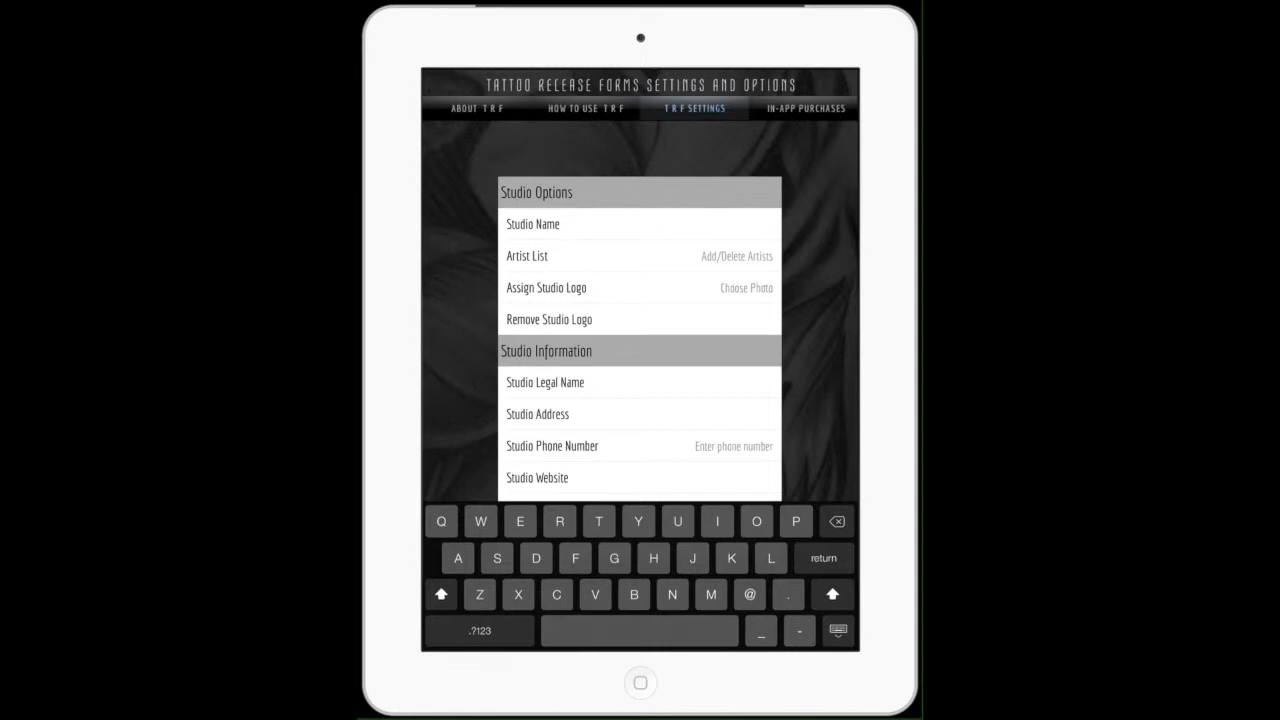 TATTOO RELEASE FORMS SETTINGS AND OPTIONS
ABOUT T R F HOW TO USE T R F T R F SETTINGS IN-APP PURCHASES
Studio Options
Studio Name
Artist List Add/Delete Artists
Assign Studio Logo Choose Photo
Remove Studio Logo
Studio Information
Studio Legal Name
Studio Address
Studio Phone Number Enter phone number
Studio Website
Q W E R T Y U I O P
A S D F G H J K L return
Z X C V B N M @ .
.?123 _ -